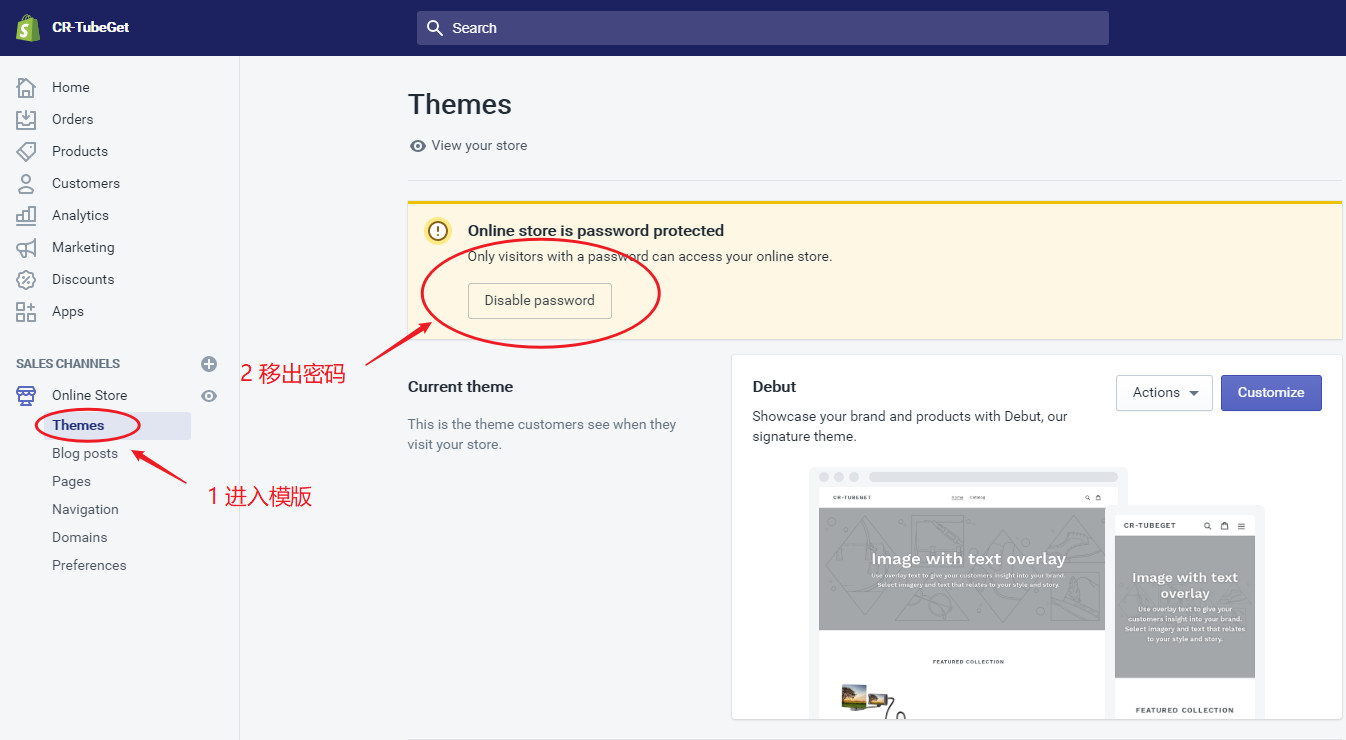 CR-TubeGet
Search
Home
Orders
Products
Customers
Analytics
Marketing
Discounts
Apps
SALES CHANNELS
Online Store
Themes
Blog posts
Pages
Navigation
Domains
Preferences
1 进入模版
Themes
View your store
Online store is password protected
Only visitors with a password can access your online store.
Disable password
2 移出密码
Current theme
This is the theme customers see when they
visit your store.
Debut
Showcase your brand and products with Debut, our
signature theme.
Actions
Customize
CR-TUBEGET
Home Catalog
Image with text overlay
Use overlay text to give your customers insight into your brand.
Select imagery and text that relates to your style and story.
FEATURED COLLECTION
CR-TUBEGET
Image with text
overlay
Use overlay text to give your
customers insight into your brand.
Select imagery and text that relates
to your style and story.
FEATURED COLLECTION